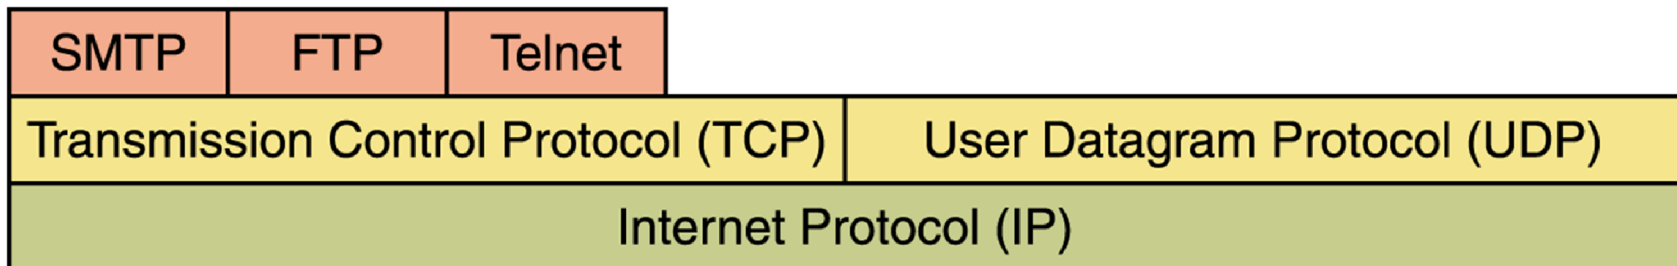 SMTP FTP Telnet
Transmission Control Protocol (TCP) User Datagram Protocol (UDP)
Internet Protocol (IP)